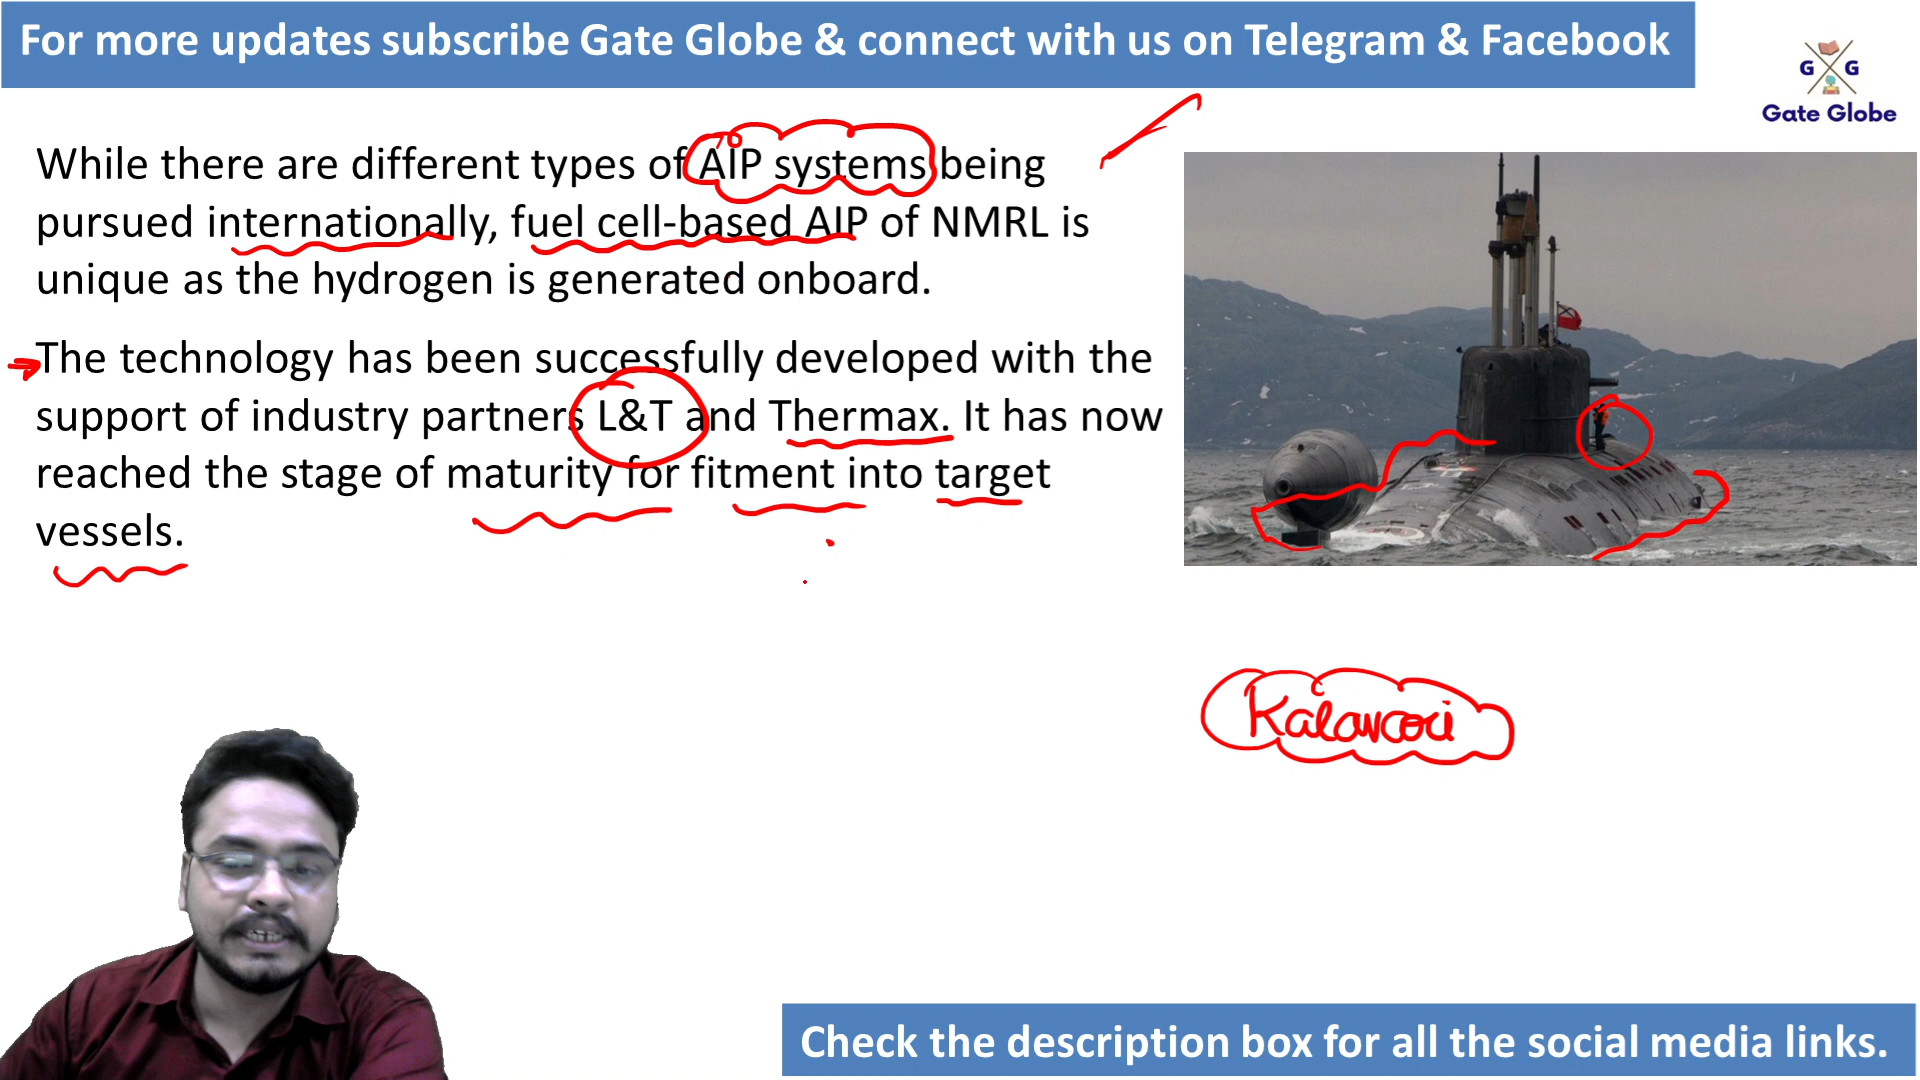 For more updates subscribe Gate Globe & connect with us on Telegram & Facebook
G G
Gate Globe
While there are different types of AIP systems being
pursued internationally, fuel cell-based AIP of NMRL is
unique as the hydrogen is generated onboard.
The technology has been successfully developed with the
support of industry partners L&T and Thermax. It has now
reached the stage of maturity for fitment into target
vessels.
Check the description box for all the social media links.